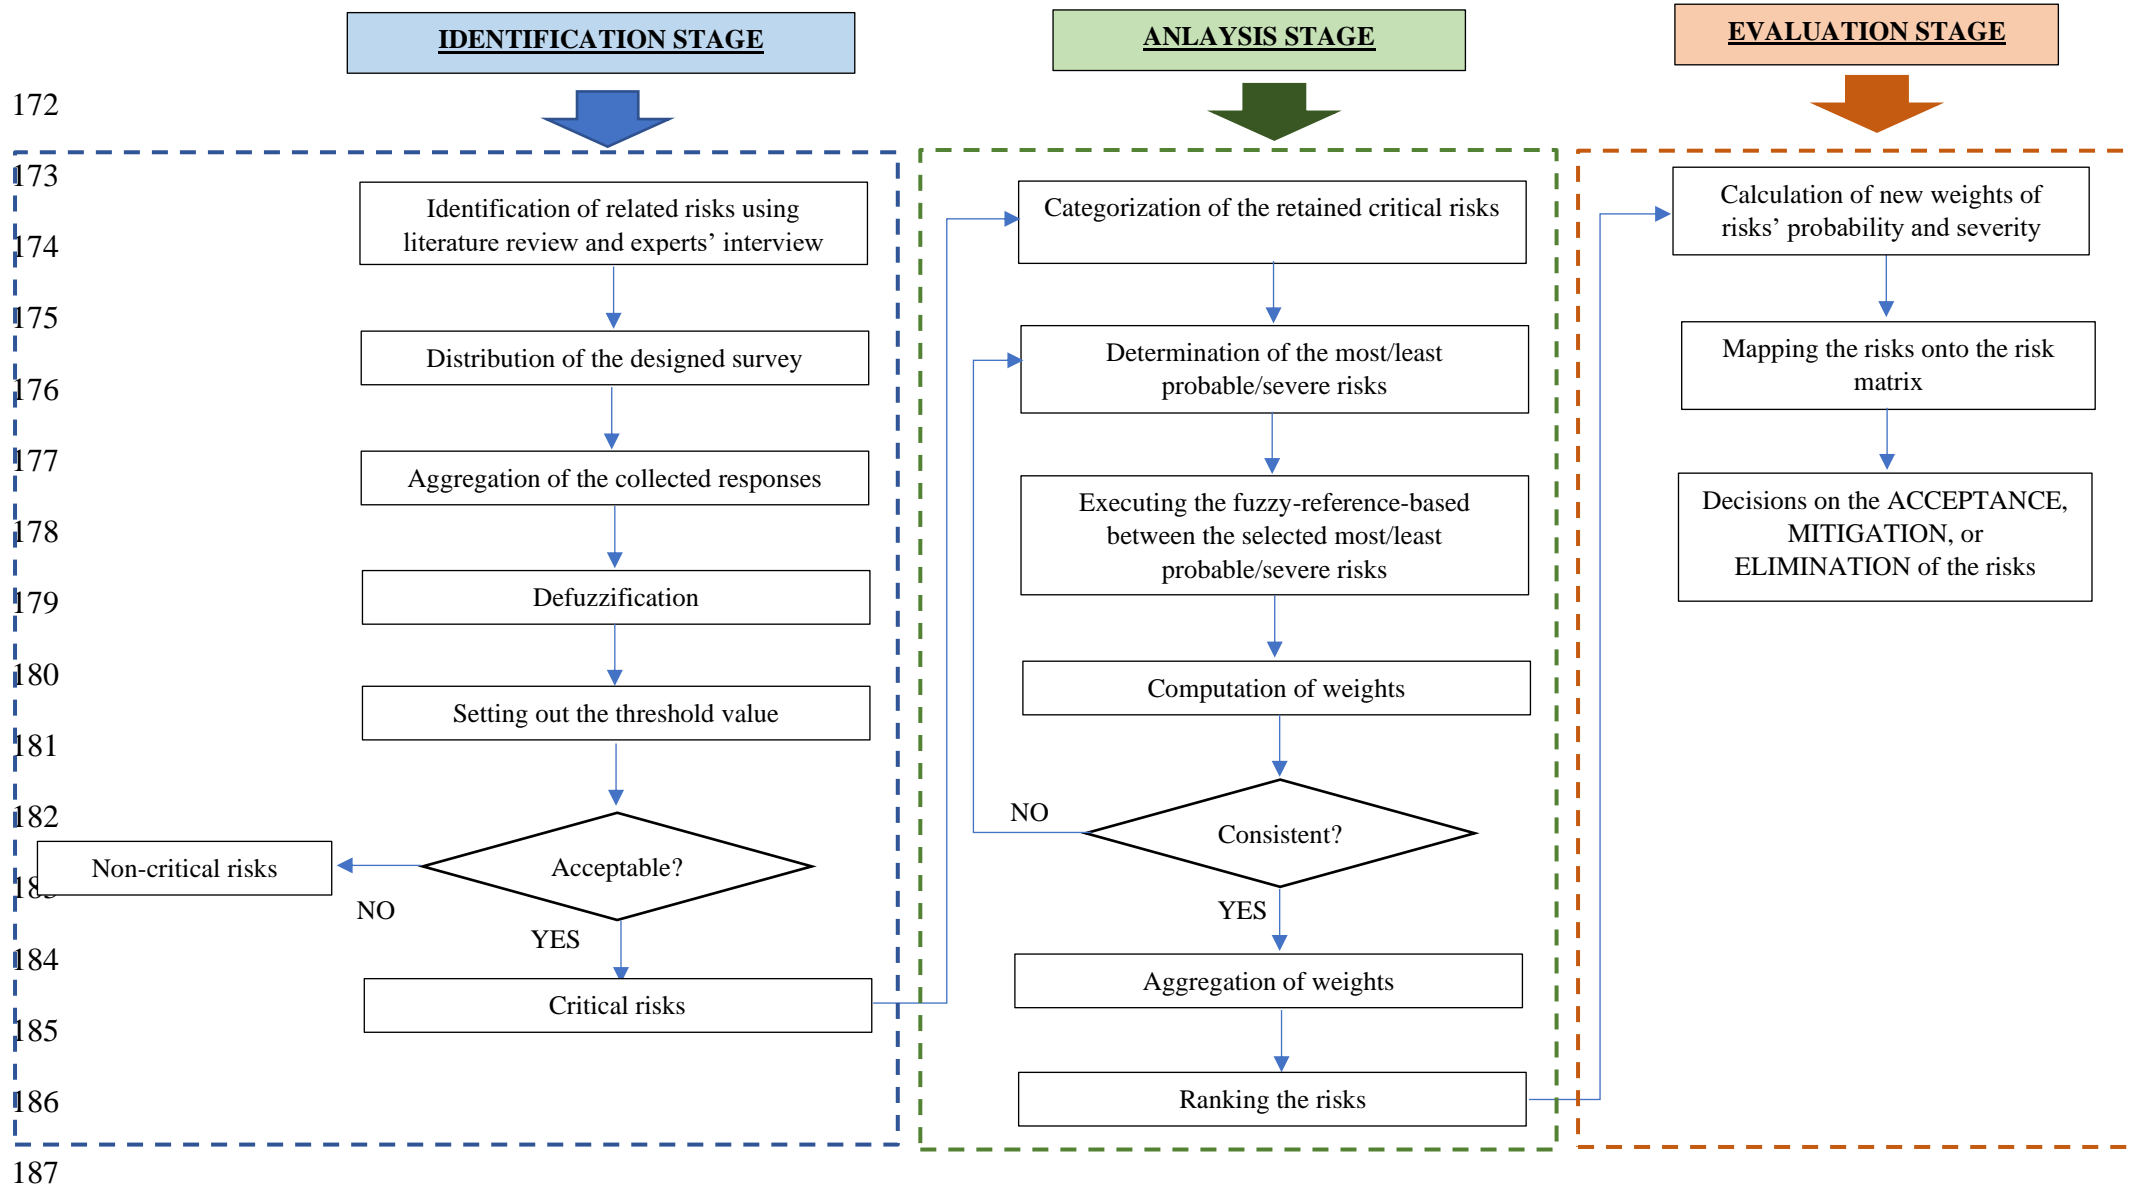 IDENTIFICATION STAGE
ANLAYSIS STAGE
EVALUATION STAGE
172
173
174
175
176
177
178
179
180
181
182
184
185
186
187
Identification of related risks using
literature review and experts’ interview
Distribution of the designed survey
Aggregation of the collected responses
Defuzzification
Setting out the threshold value
Acceptable?
NO
Non-critical risks
YES
Critical risks
Categorization of the retained critical risks
Determination of the most/least
probable/severe risks
Executing the fuzzy-reference-based
between the selected most/least
probable/severe risks
Computation of weights
NO
Consistent?
YES
Aggregation of weights
Ranking the risks
Calculation of new weights of
risks’ probability and severity
Mapping the risks onto the risk
matrix
Decisions on the ACCEPTANCE,
MITIGATION, or
ELIMINATION of the risks